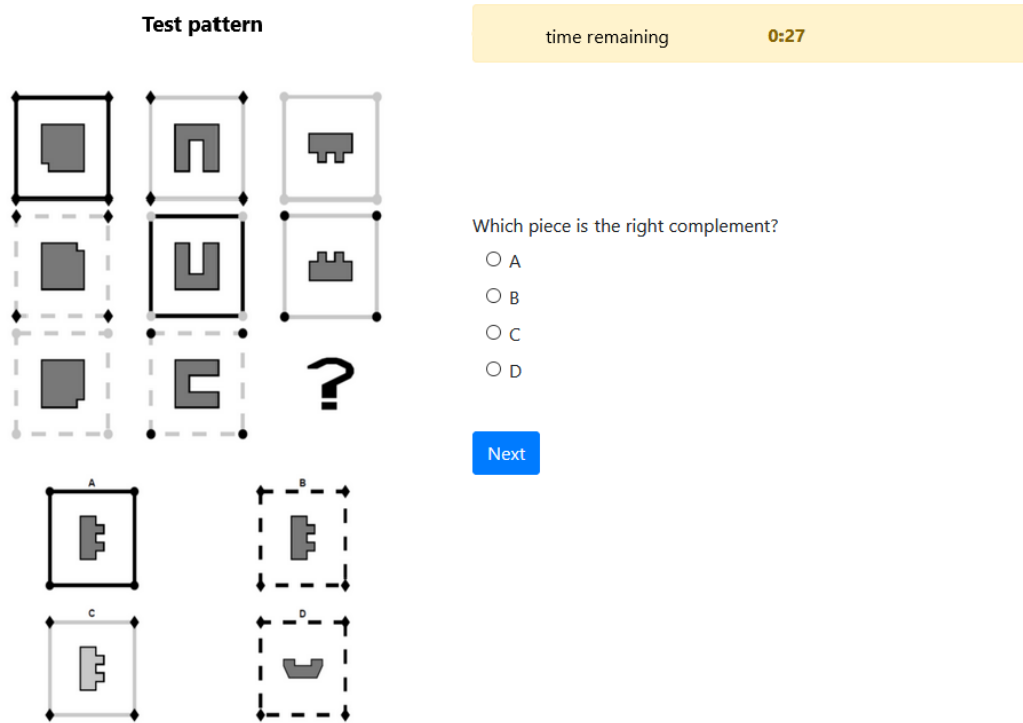 Test pattern
time remaining 0:27
?
Which piece is the right complement?
A
B
C
D
Next
A B
C D